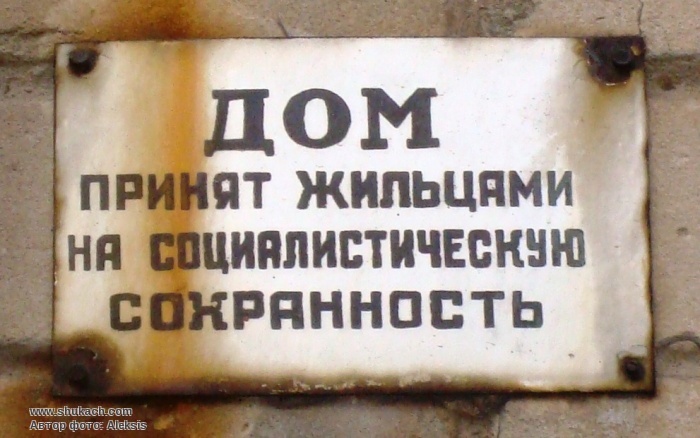 ДОМ
ПРИНЯТ ЖИЛЬЦАМИ
НА СОЦИАЛИСТИЧЕСКУЮ
СОХРАННОСТЬ
www.shukach.com
Автор фото: Aleksis